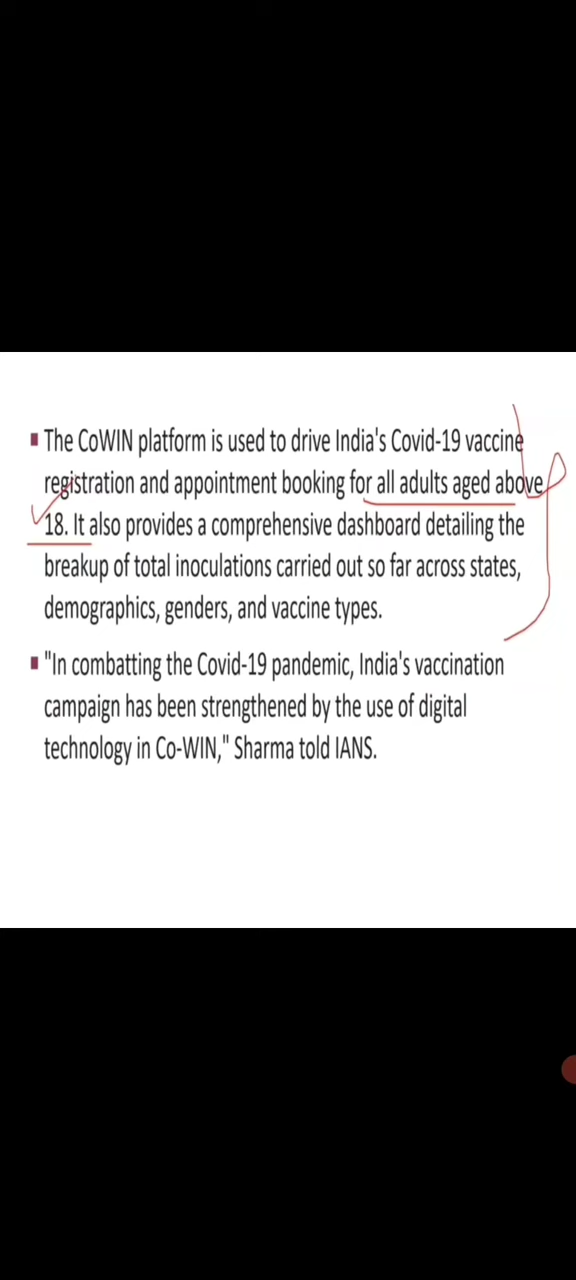 ▪ The CoWIN platform is used to drive India's Covid-19 vaccine
registration and appointment booking for all adults aged above
18. It also provides a comprehensive dashboard detailing the
breakup of total inoculations carried out so far across states,
demographics, genders, and vaccine types.
▪ "In combatting the Covid-19 pandemic, India's vaccination
campaign has been strengthened by the use of digital
technology in Co-WIN," Sharma told IANS.